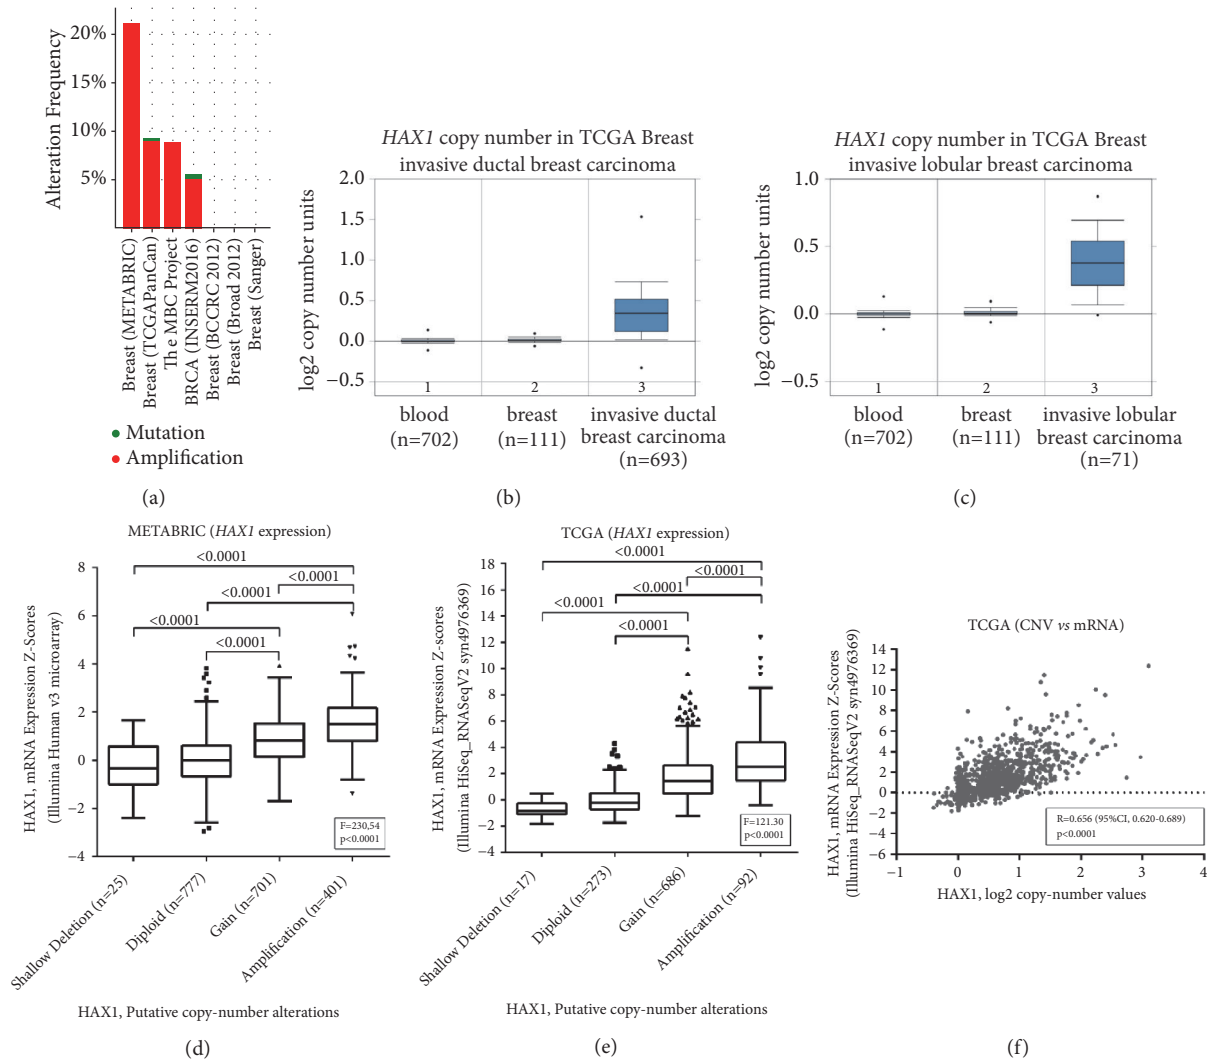 Alteration Frequency
20%
15%
10%
5%
Breast (METABRIC)
Breast (TCGAPanCan)
Th e MBC Project
BRCA (INSERM2016)
Breast (BCCRC 2012)
Breast (Broad 2012)
Breast (Sanger)
Mutation
Amplification
(a)
HAX1 copy number in TCGA Breast
invasive ductal breast carcinoma
log2 copy number units
2.0
1.5
1.0
0.5
0.0
−0.5
1
2
3
blood
(n=702)
breast
(n=111)
invasive ductal
breast carcinoma
(n=693)
(b)
HAX1 copy number in TCGA Breast
invasive lobular breast carcinoma
log2 copy number units
1.0
0.5
0.0
−0.5
1
2
3
blood
(n=702)
breast
(n=111)
invasive lobular
breast carcinoma
(n=71)
(c)
METABRIC (HAX1 expression)
HAX1, mRNA Expression Z-Scores
(Illumina Human v3 microarray)
8
6
4
2
0
−2
−4
<0.0001
<0.0001
<0.0001
<0.0001
<0.0001
F=230,54
p<0.0001
Shallow Deletion (n=25)
Diploid (n=777)
Gain (n=701)
Amplification (n=401)
HAX1, Putative copy-number alterations
(d)
TCGA (HAX1 expression)
HAX1, mRNA Expression Z-scores
(Illumina HiSeq_RNASeqV2 syn4976369)
18
16
14
12
10
8
6
4
2
0
−2
−4
<0.0001
<0.0001
<0.0001
<0.0001
<0.0001
F=121.30
p<0.0001
Shallow Deletion (n=17)
Diploid (n=273)
Gain (n=686)
Amplification (n=92)
HAX1, Putative copy-number alterations
(e)
TCGA (CNV vs mRNA)
HAX1, mRNA Expression Z-Scores
(Illumina HiSeq_RNASeqV2 syn4976369)
14
12
10
8
6
4
2
0
−2
−4
−6
R=0.656 (95%CI, 0.620-0.689)
p<0.0001
−1
0
1
2
3
4
HAX1, log2 copy-number values
(f)